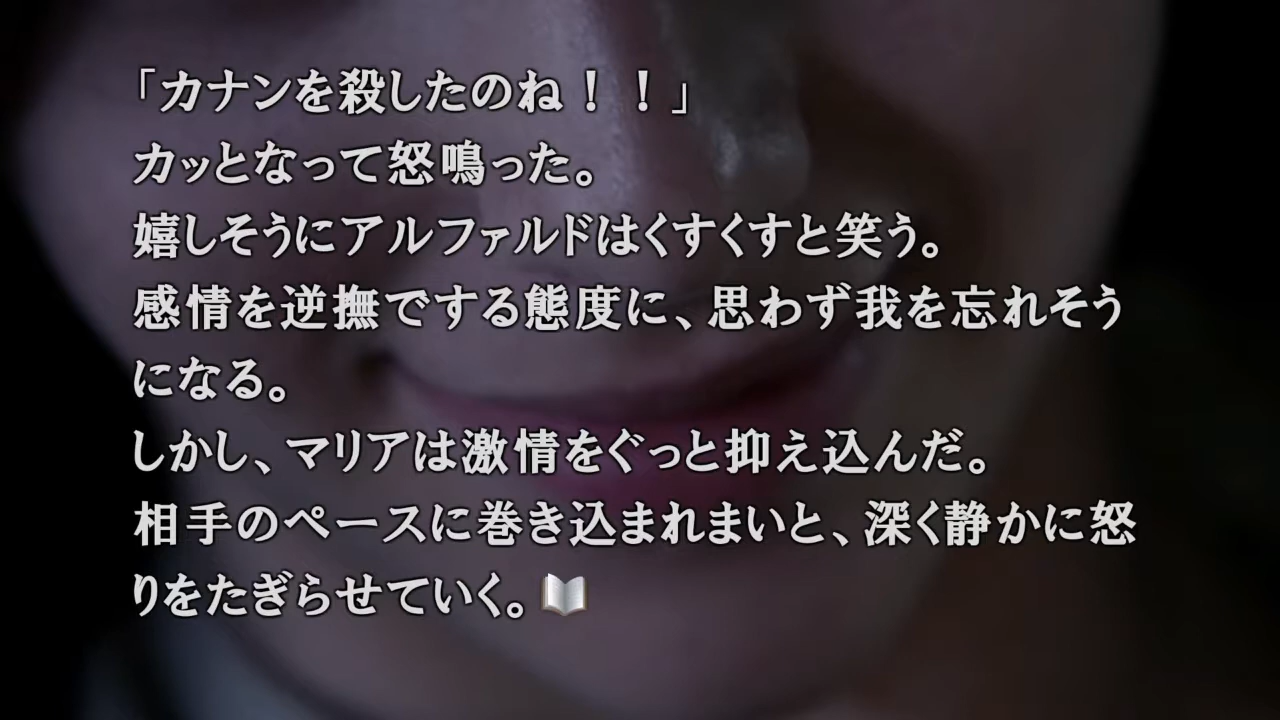 「カナンを殺したのね！！」
カッとなって怒鳴った。
嬉しそうにアルファルドはくすくすと笑う。
感情を逆撫でする態度に、思わず我を忘れそう
になる。
しかし、マリアは激情をぐっと抑え込んだ。
相手のペースに巻き込まれまいと、深く静かに怒
りをたぎらせていく。